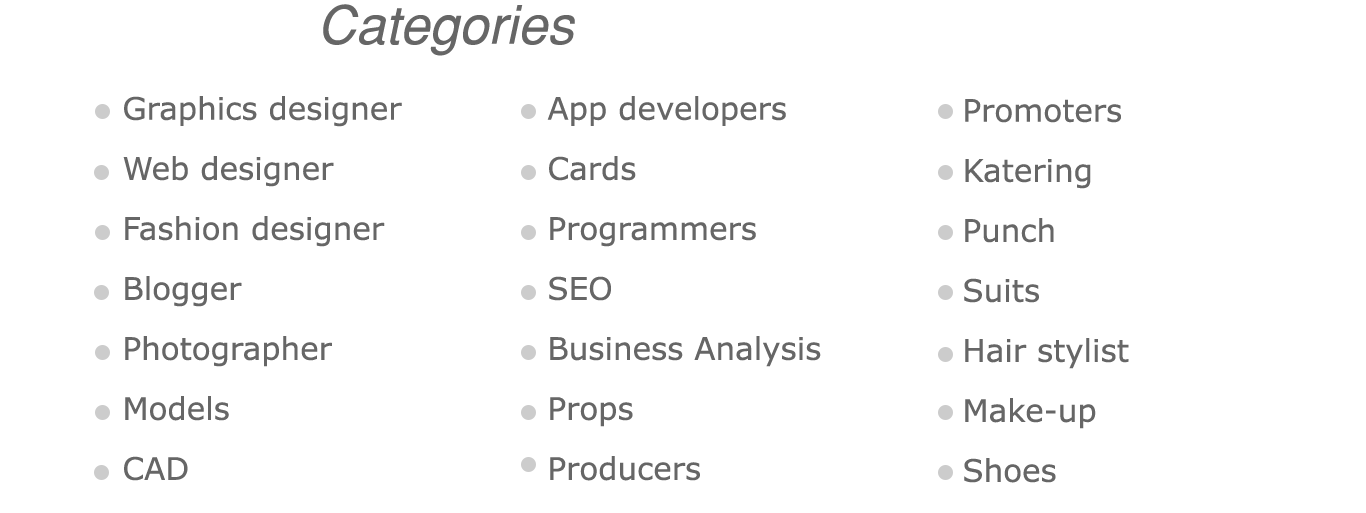 Categories
Graphics designer
Web designer
Fashion designer
Blogger
Photographer
Models
CAD
App developers
Cards
Programmers
SEO
Business Analysis
Props
Producers
Promoters
Katering
Punch
Suits
Hair stylist
Make-up
Shoes